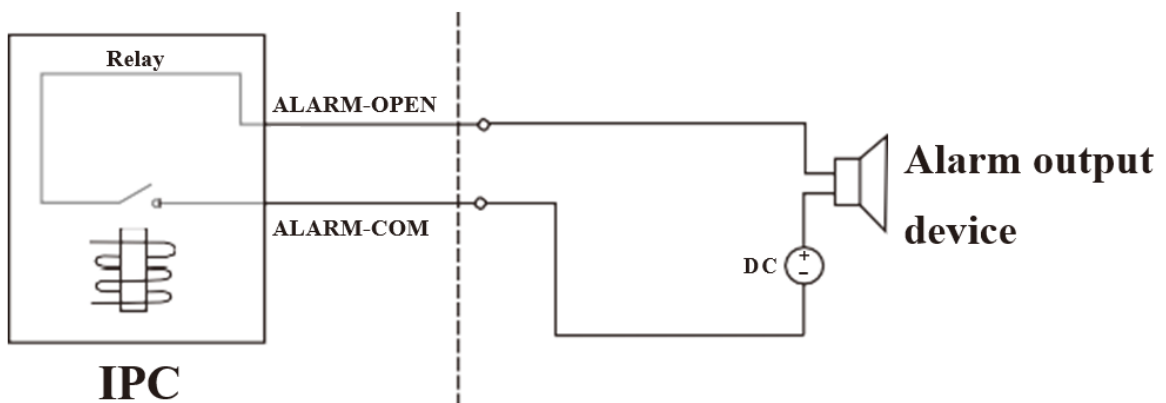 Relay
ALARM-OPEN
ALARM-COM
Alarm output
device
DC
+
−
IPC